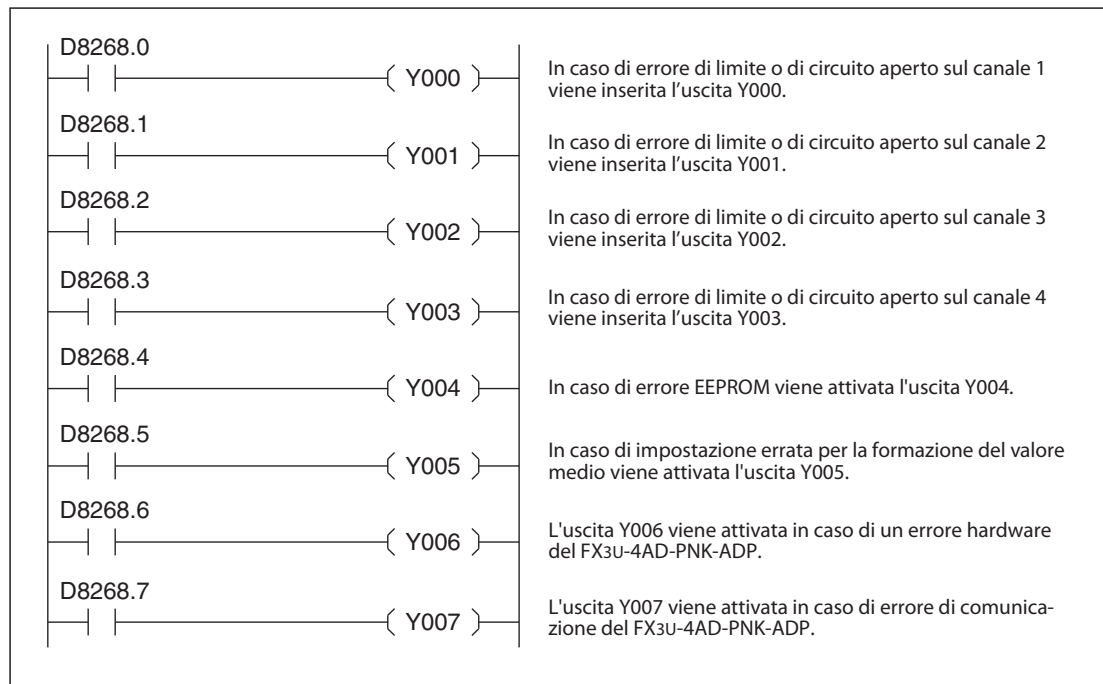 D8268.0
Y000
In caso di errore di limite o di circuito aperto sul canale 1
viene inserita l’uscita Y000.
D8268.1
Y001
In caso di errore di limite o di circuito aperto sul canale 2
viene inserita l’uscita Y001.
D8268.2
Y002
In caso di errore di limite o di circuito aperto sul canale 3
viene inserita l’uscita Y002.
D8268.3
Y003
In caso di errore di limite o di circuito aperto sul canale 4
viene inserita l’uscita Y003.
D8268.4
Y004
In caso di errore EEPROM viene attivata l'uscita Y004.
D8268.5
Y005
In caso di impostazione errata per la formazione del valore
medio viene attivata l'uscita Y005.
D8268.6
Y006
L'uscita Y006 viene attivata in caso di un errore hardware
del FX3U-4AD-PNK-ADP.
D8268.7
Y007
L'uscita Y007 viene attivata in caso di errore di comunica-
zione del FX3U-4AD-PNK-ADP.